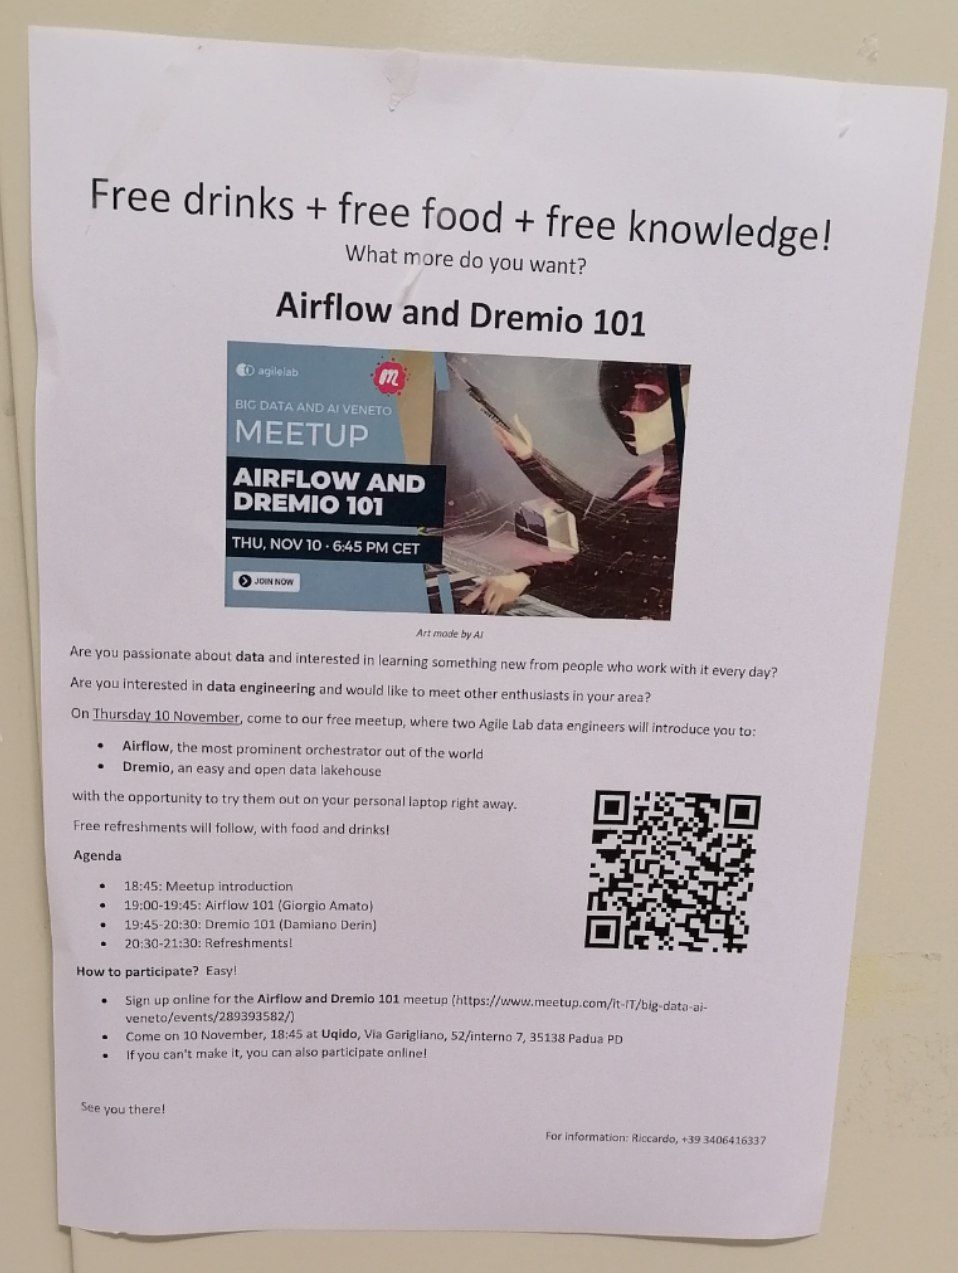 Free drinks + free food + free knowledge!
What more do you want?
Airflow and Dremio 101
agilelab
m
BIG DATA AND AI VENETO
MEETUP
AIRFLOW AND
DREMIO 101
THU, NOV 10 · 6:45 PM CET
JOIN NOW
Art made by AI
Are you passionate about data and interested in learning something new from people who work with it every day?
Are you interested in data engineering and would like to meet other enthusiasts in your area?
On Thursday 10 November, come to our free meetup, where two Agile Lab data engineers will introduce you to:
• Airflow, the most prominent orchestrator out of the world
• Dremio, an easy and open data lakehouse
with the opportunity to try them out on your personal laptop right away.
Free refreshments will follow, with food and drinks!
Agenda
• 18:45: Meetup introduction
• 19:00-19:45: Airflow 101 (Giorgio Amato)
• 19:45-20:30: Dremio 101 (Damiano Derin)
• 20:30-21:30: Refreshments!
How to participate? Easy!
• Sign up online for the Airflow and Dremio 101 meetup (https://www.meetup.com/it-IT/big-data-ai-
veneto/events/289393582/)
• Come on 10 November, 18:45 at Uqido, Via Garigliano, 52/interno 7, 35138 Padua PD
• If you can't make it, you can also participate online!
See you there!
For information: Riccardo, +39 3406416337